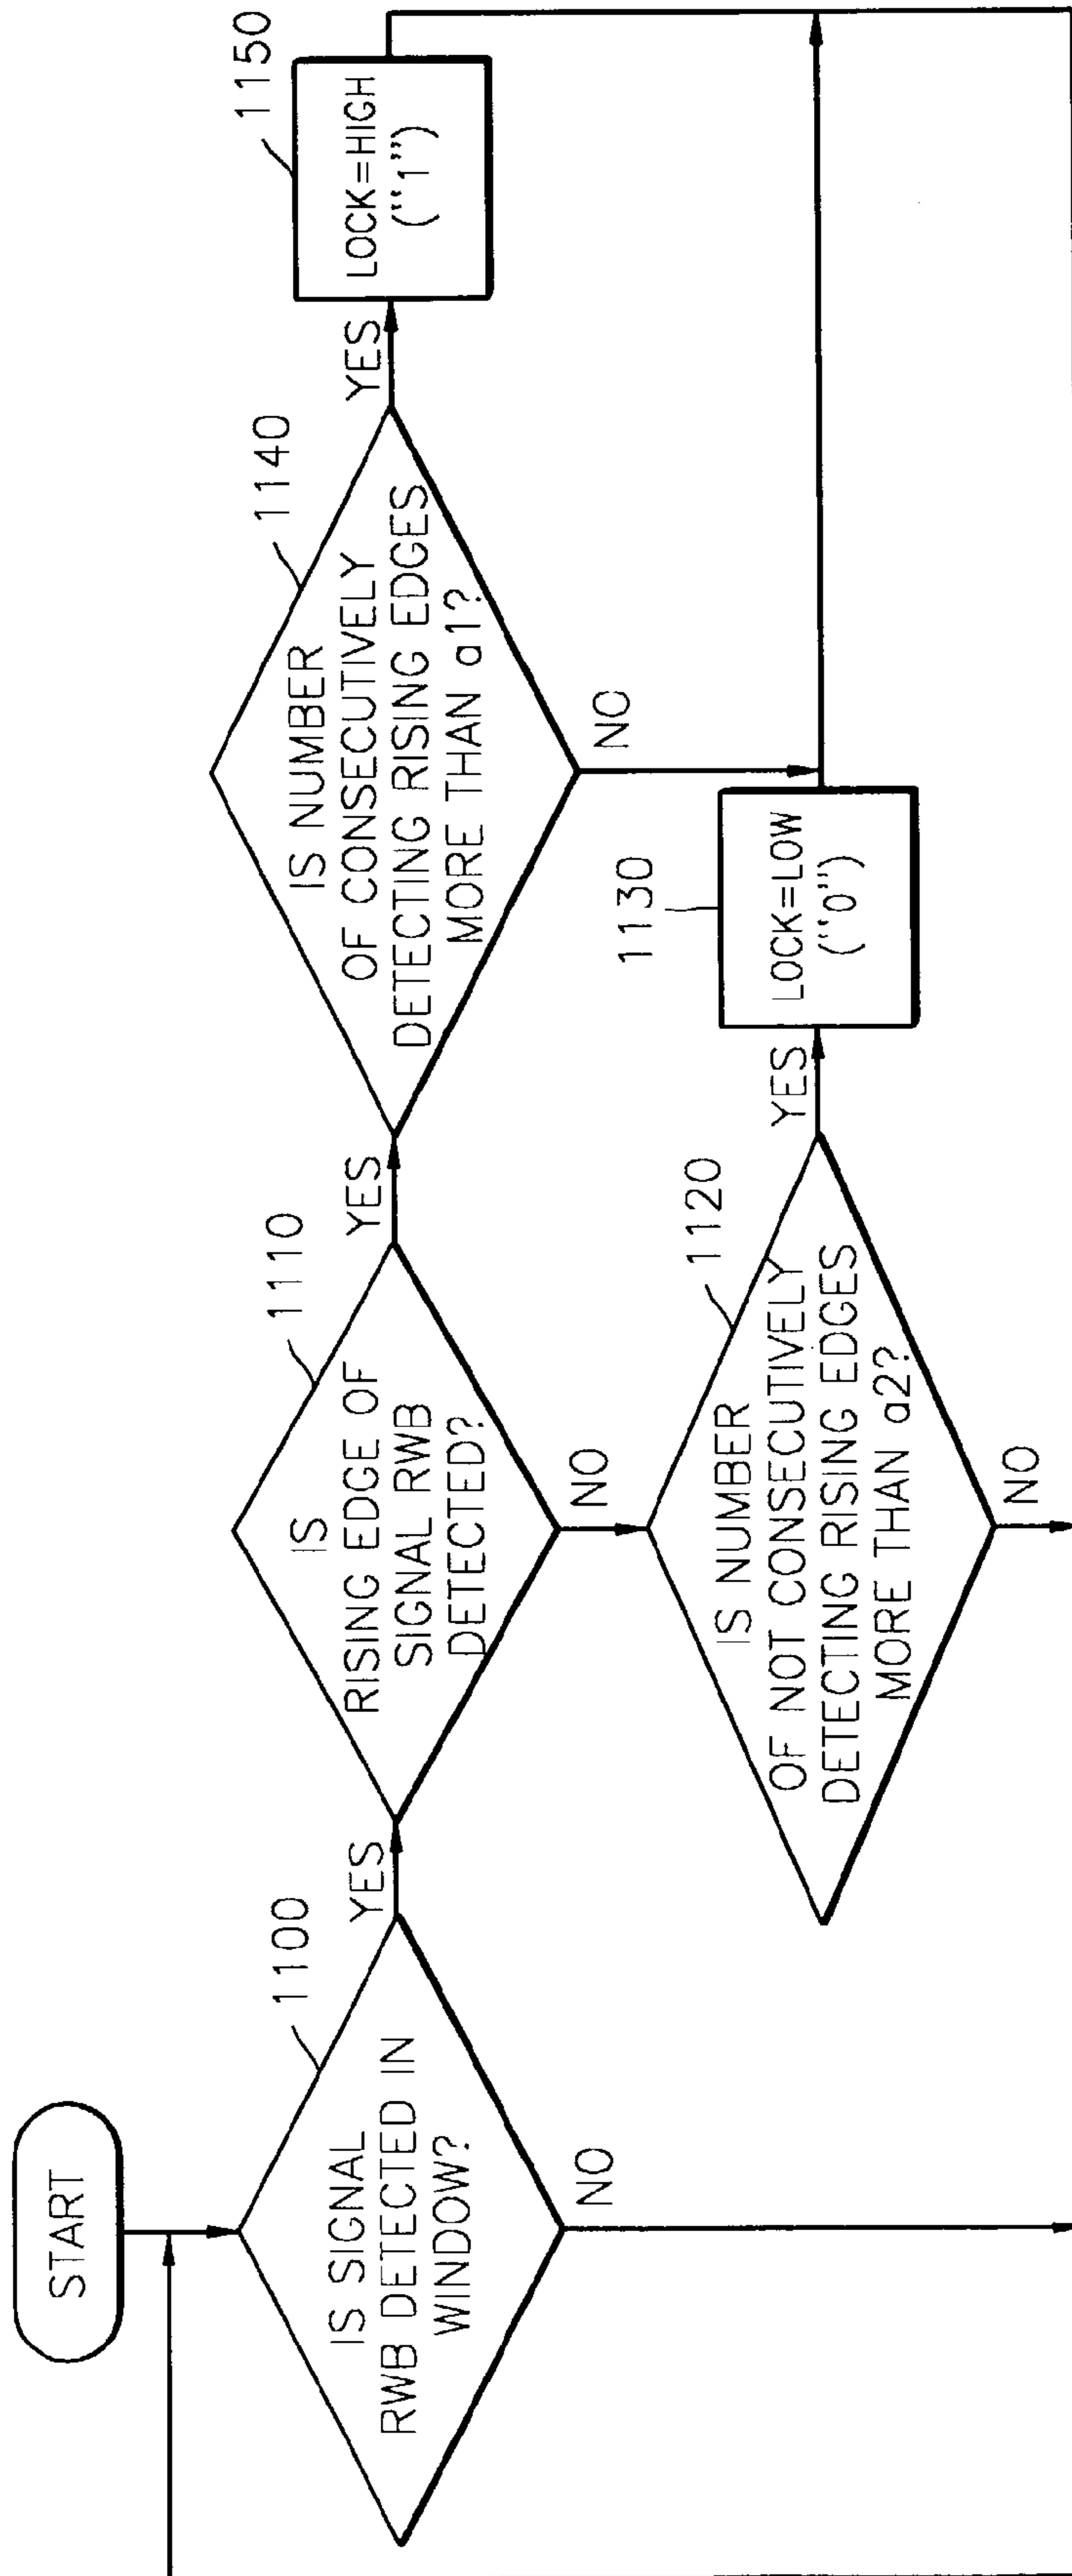 START
1100
IS SIGNAL
RWB DETECTED IN
WINDOW?
YES
NO
1110
IS
RISING EDGE OF
SIGNAL RWB
DETECTED?
YES
NO
1140
IS NUMBER
OF CONSECUTIVELY
DETECTING RISING EDGES
MORE THAN a1?
YES
NO
1150
LOCK=HIGH
("1")
1120
IS NUMBER
OF NOT CONSECUTIVELY
DETECTING RISING EDGES
MORE THAN a2?
YES
NO
1130
LOCK=LOW
("0")